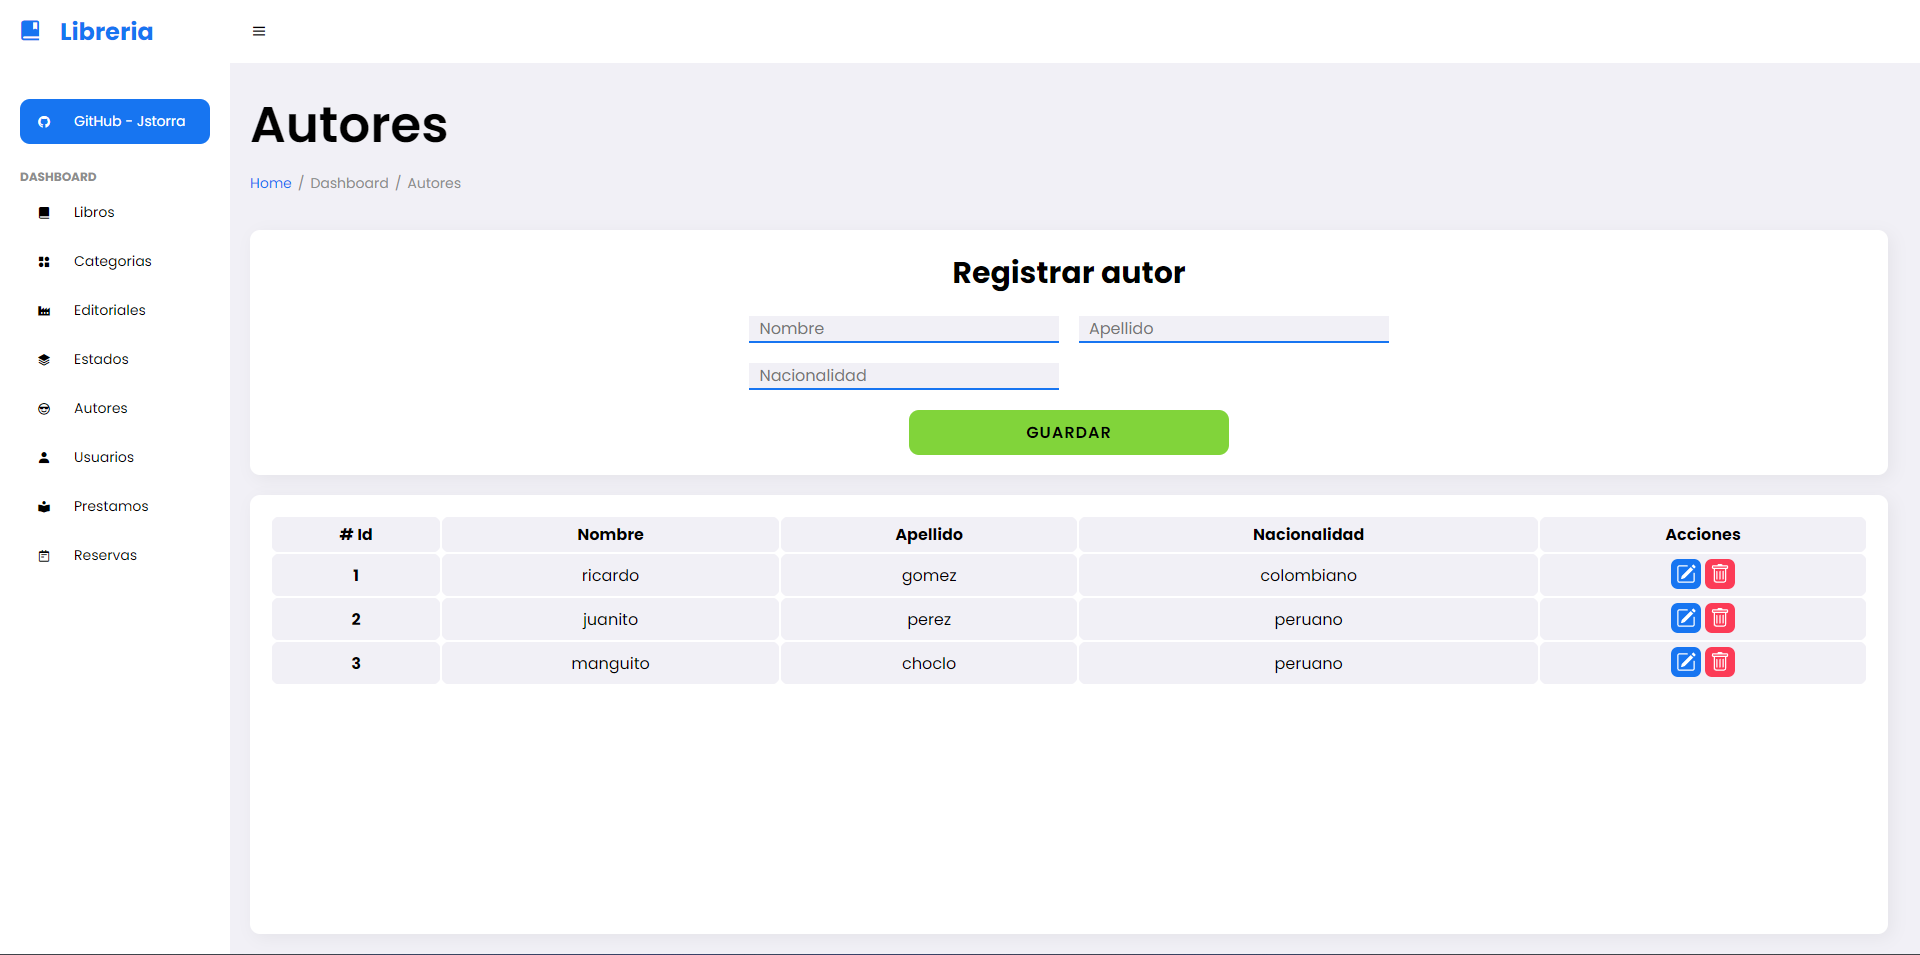 Libreria
GitHub - Jstorra
DASHBOARD
Libros
Categorias
Editoriales
Estados
Autores
Usuarios
Prestamos
Reservas
Autores
Home / Dashboard / Autores
Registrar autor
Nombre Apellido
Nacionalidad
GUARDAR
# Id Nombre Apellido Nacionalidad Acciones
1 ricardo gomez colombiano
2 juanito perez peruano
3 manguito choclo peruano